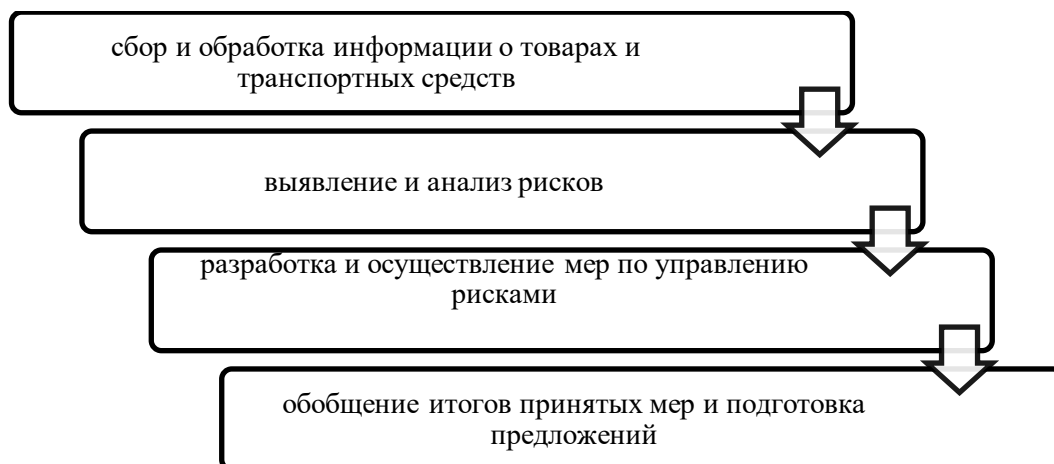 сбор и обработка информации о товарах и
транспортных средств
выявление и анализ рисков
разработка и осуществление мер по управлению
рисками
обобщение итогов принятых мер и подготовка
предложений